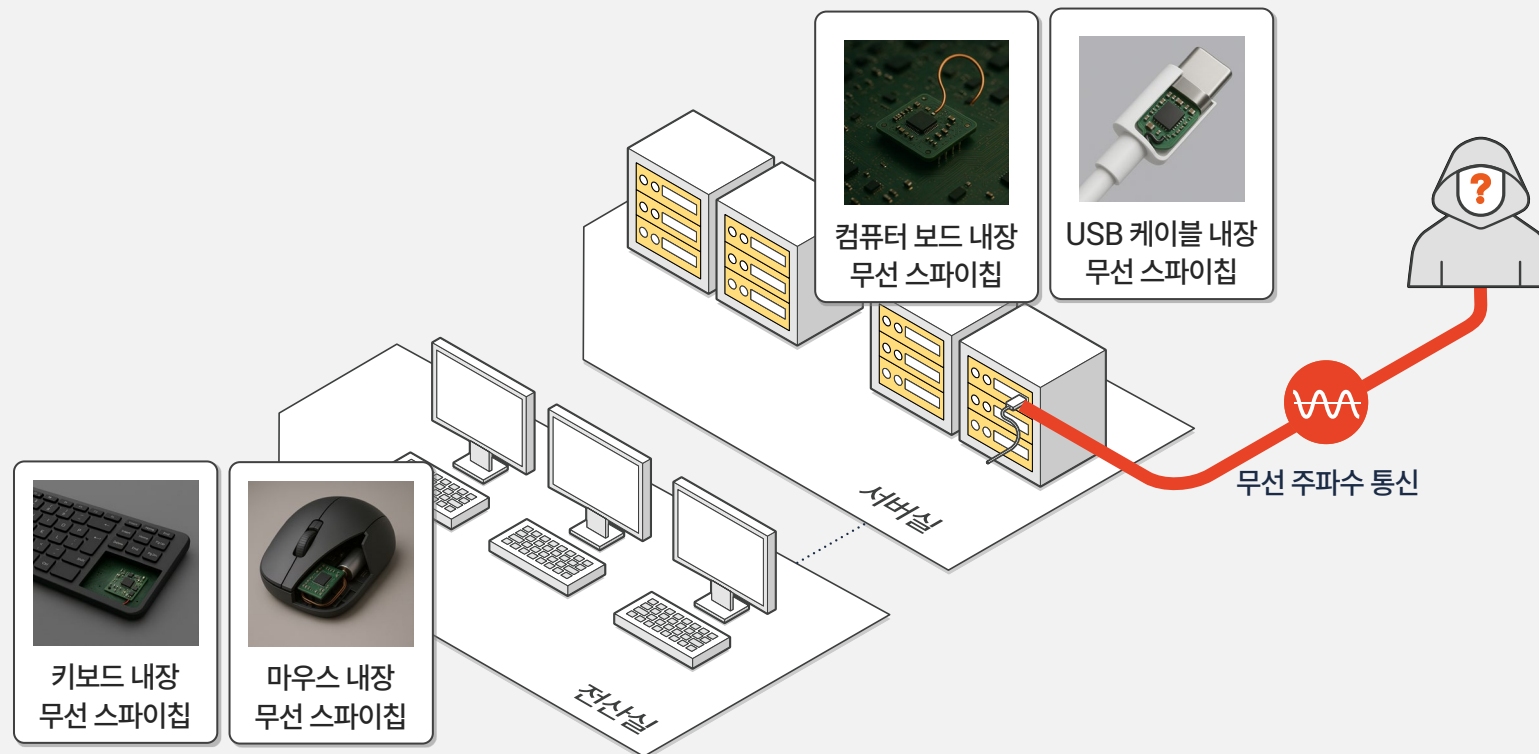 컴퓨터 보드 내장
무선 스파이칩
USB 케이블 내장
무선 스파이칩
?
무선 주파수 통신
서버실
키보드 내장
무선 스파이칩
마우스 내장
무선 스파이칩
전산실